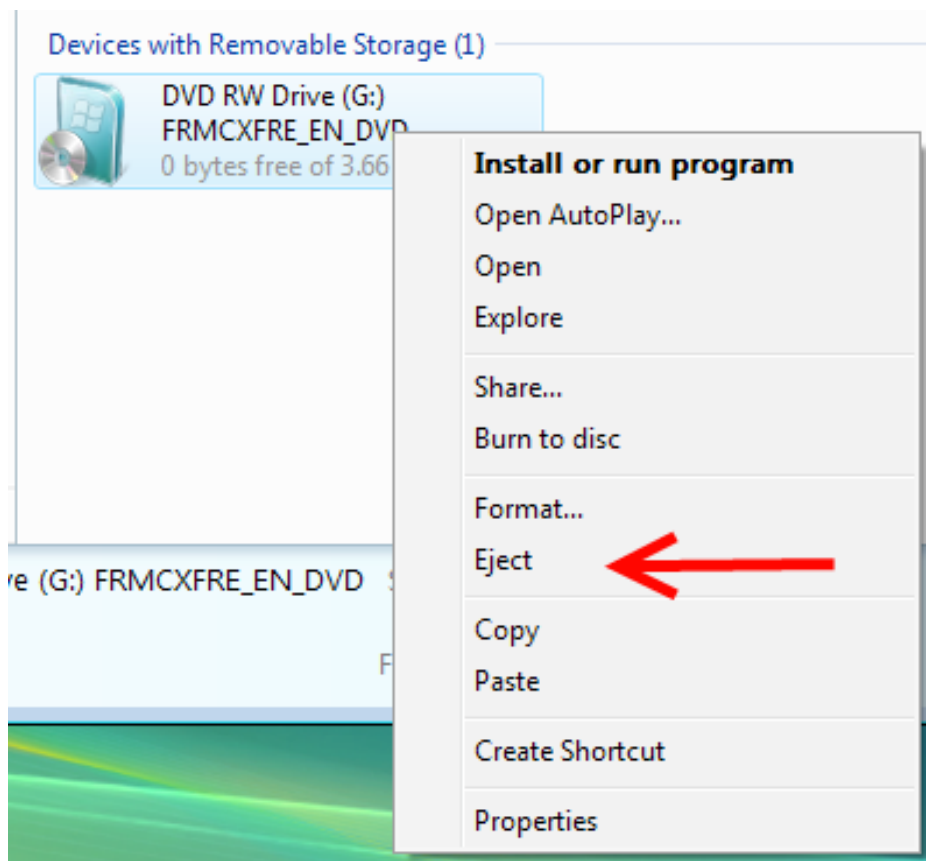 Devices with Removable Storage (1)
DVD RW Drive (G:)
FRMCXFRE_EN_DVD
0 bytes free of 3.66
Install or run program
Open AutoPlay...
Open
Explore
Share...
Burn to disc
Format...
Eject
(G:) FRMCXFRE_EN_DVD
Copy
Paste
Create Shortcut
Properties